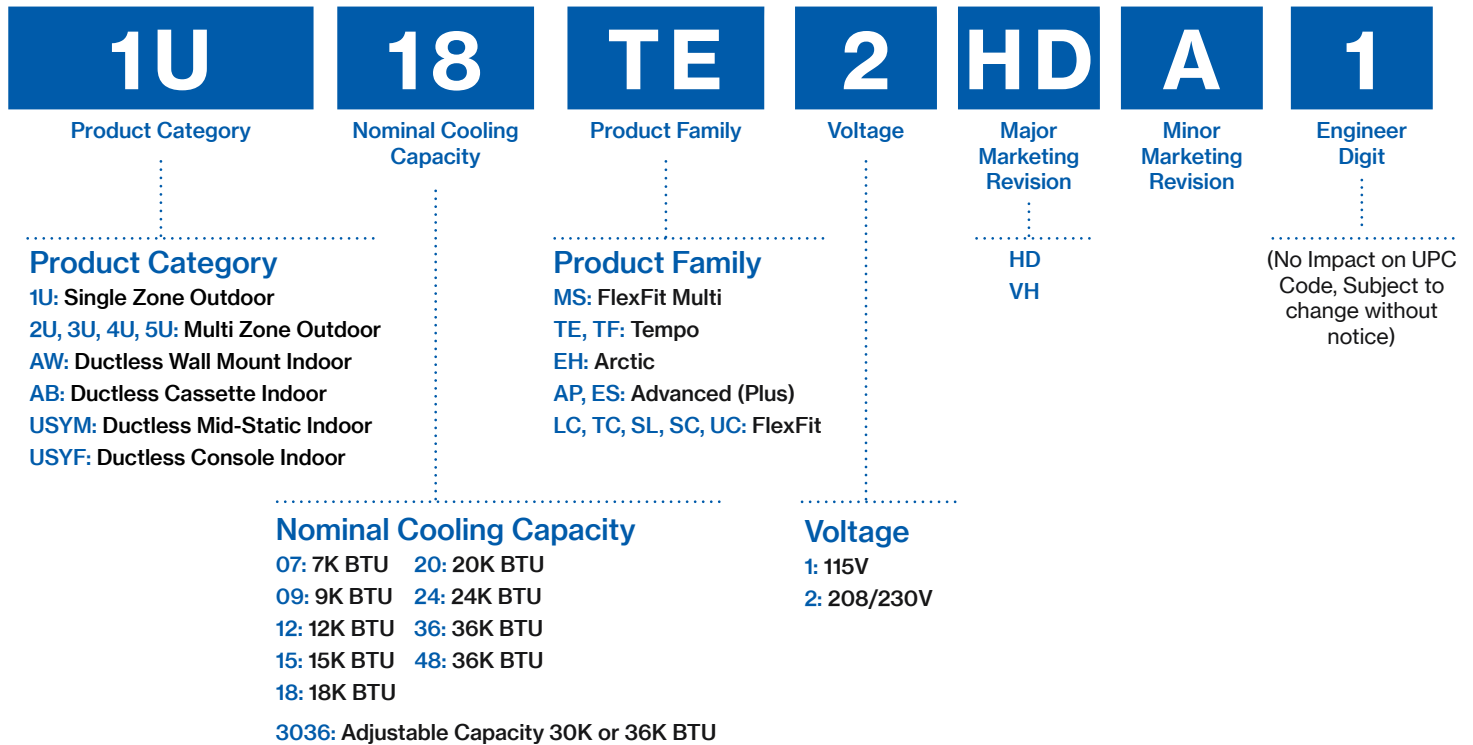 1U 18 TE 2 HD A 1
Product Category
Nominal Cooling
Capacity
Product Family
Voltage
Major
Marketing
Revision
Minor
Marketing
Revision
Engineer
Digit
Product Category
1U: Single Zone Outdoor
2U, 3U, 4U, 5U: Multi Zone Outdoor
AW: Ductless Wall Mount Indoor
AB: Ductless Cassette Indoor
USYM: Ductless Mid-Static Indoor
USYF: Ductless Console Indoor
Product Family
MS: FlexFit Multi
TE, TF: Tempo
EH: Arctic
AP, ES: Advanced (Plus)
LC, TC, SL, SC, UC: FlexFit
HD
VH
(No Impact on UPC
Code, Subject to
change without
notice)
Nominal Cooling Capacity
07: 7K BTU 20: 20K BTU
09: 9K BTU 24: 24K BTU
12: 12K BTU 36: 36K BTU
15: 15K BTU 48: 36K BTU
18: 18K BTU
3036: Adjustable Capacity 30K or 36K BTU
Voltage
1: 115V
2: 208/230V